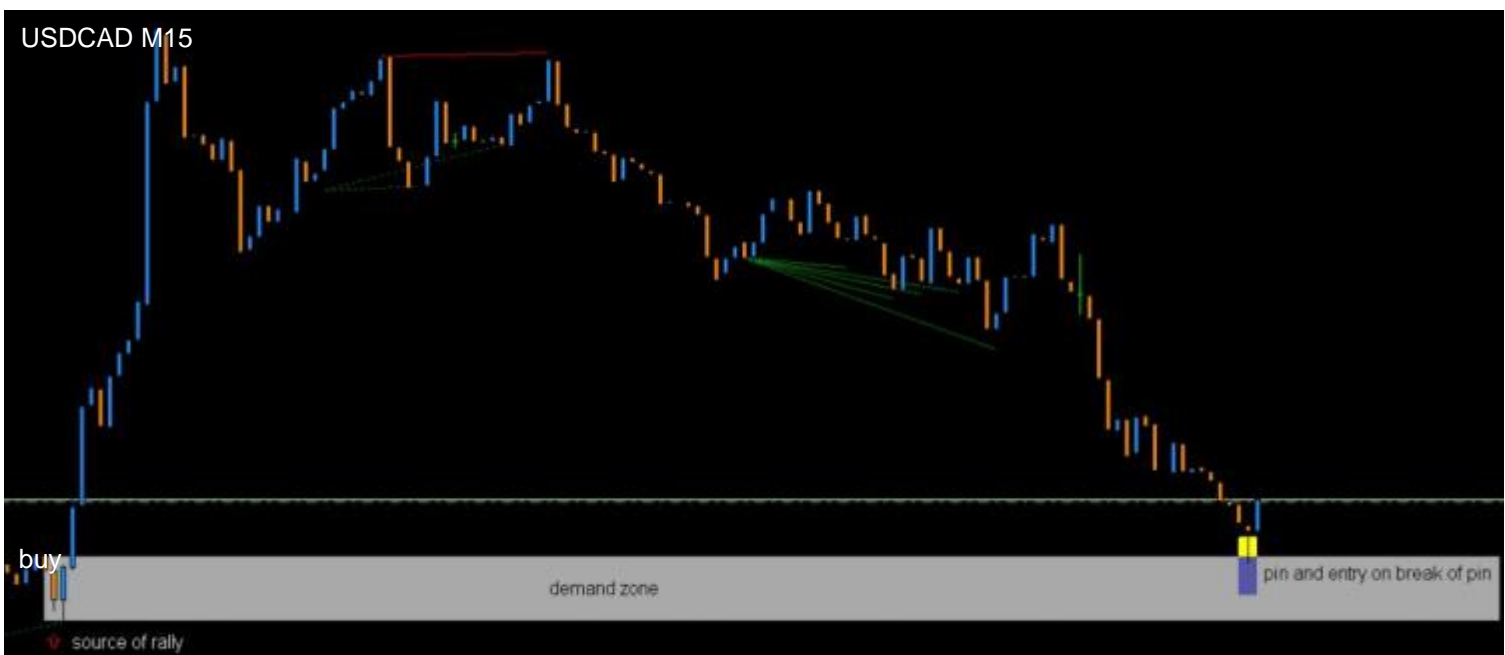 USDCAD M15
buy
demand zone
pin and entry on break of pin
source of rally